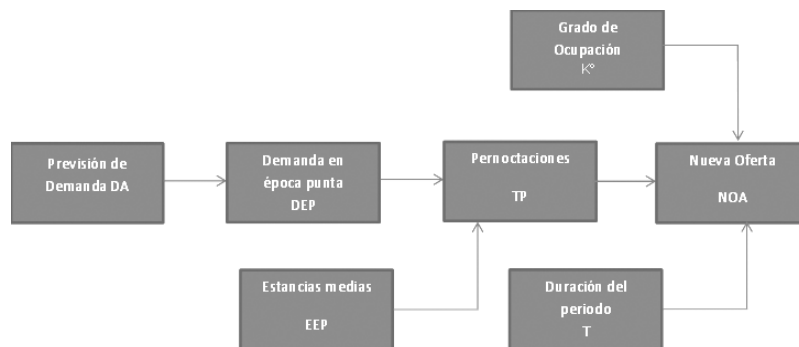 Grado de
Ocupación
K°
Previsión de
Demanda DA
Demanda en
época punta
DEP
Pernoctaciones
TP
Nueva Oferta
NOA
Estancias medias
EEP
Duración del
periodo
T